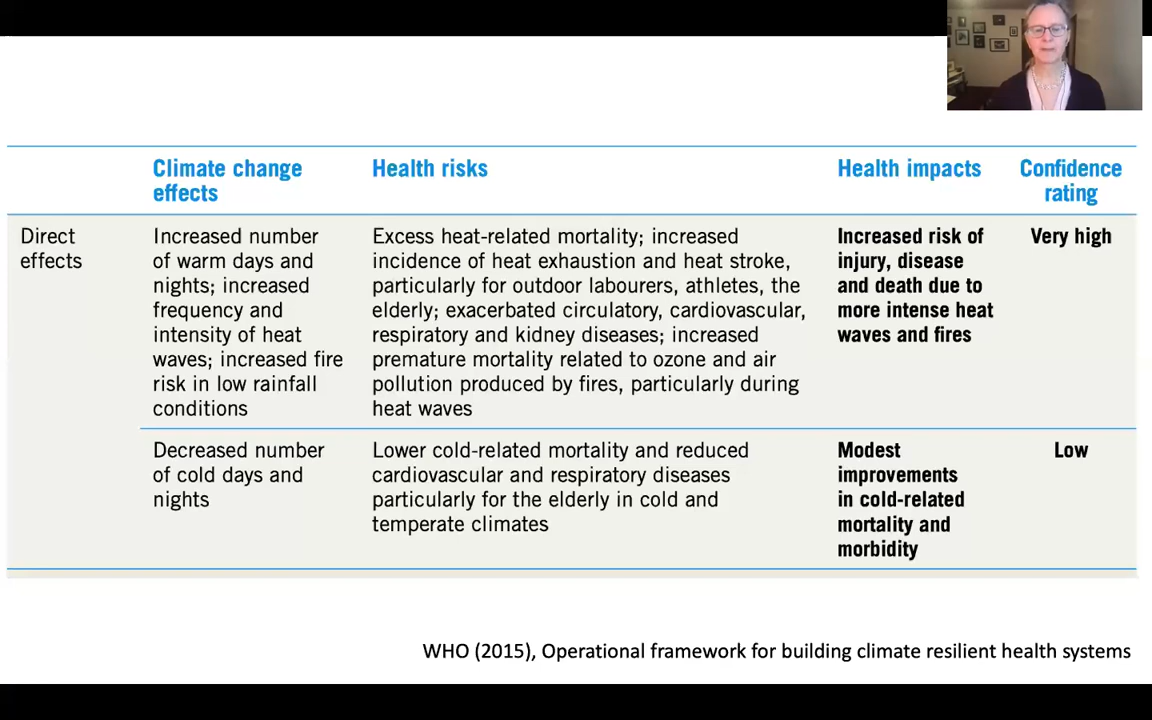 Climate change effects
Health risks
Health impacts
Confidence rating
Direct effects
Increased number
of warm days and
nights; increased
frequency and
intensity of heat
waves; increased fire
risk in low rainfall
conditions
Excess heat-related mortality; increased
incidence of heat exhaustion and heat stroke,
particularly for outdoor labourers, athletes, the
elderly; exacerbated circulatory, cardiovascular,
respiratory and kidney diseases; increased
premature mortality related to ozone and air
pollution produced by fires, particularly during
heat waves
Increased risk of
injury, disease
and death due to
more intense heat
waves and fires
Very high
Decreased number
of cold days and
nights
Lower cold-related mortality and reduced
cardiovascular and respiratory diseases
particularly for the elderly in cold and
temperate climates
Modest
improvements
in cold-related
mortality and
morbidity
Low
WHO (2015), Operational framework for building climate resilient health systems